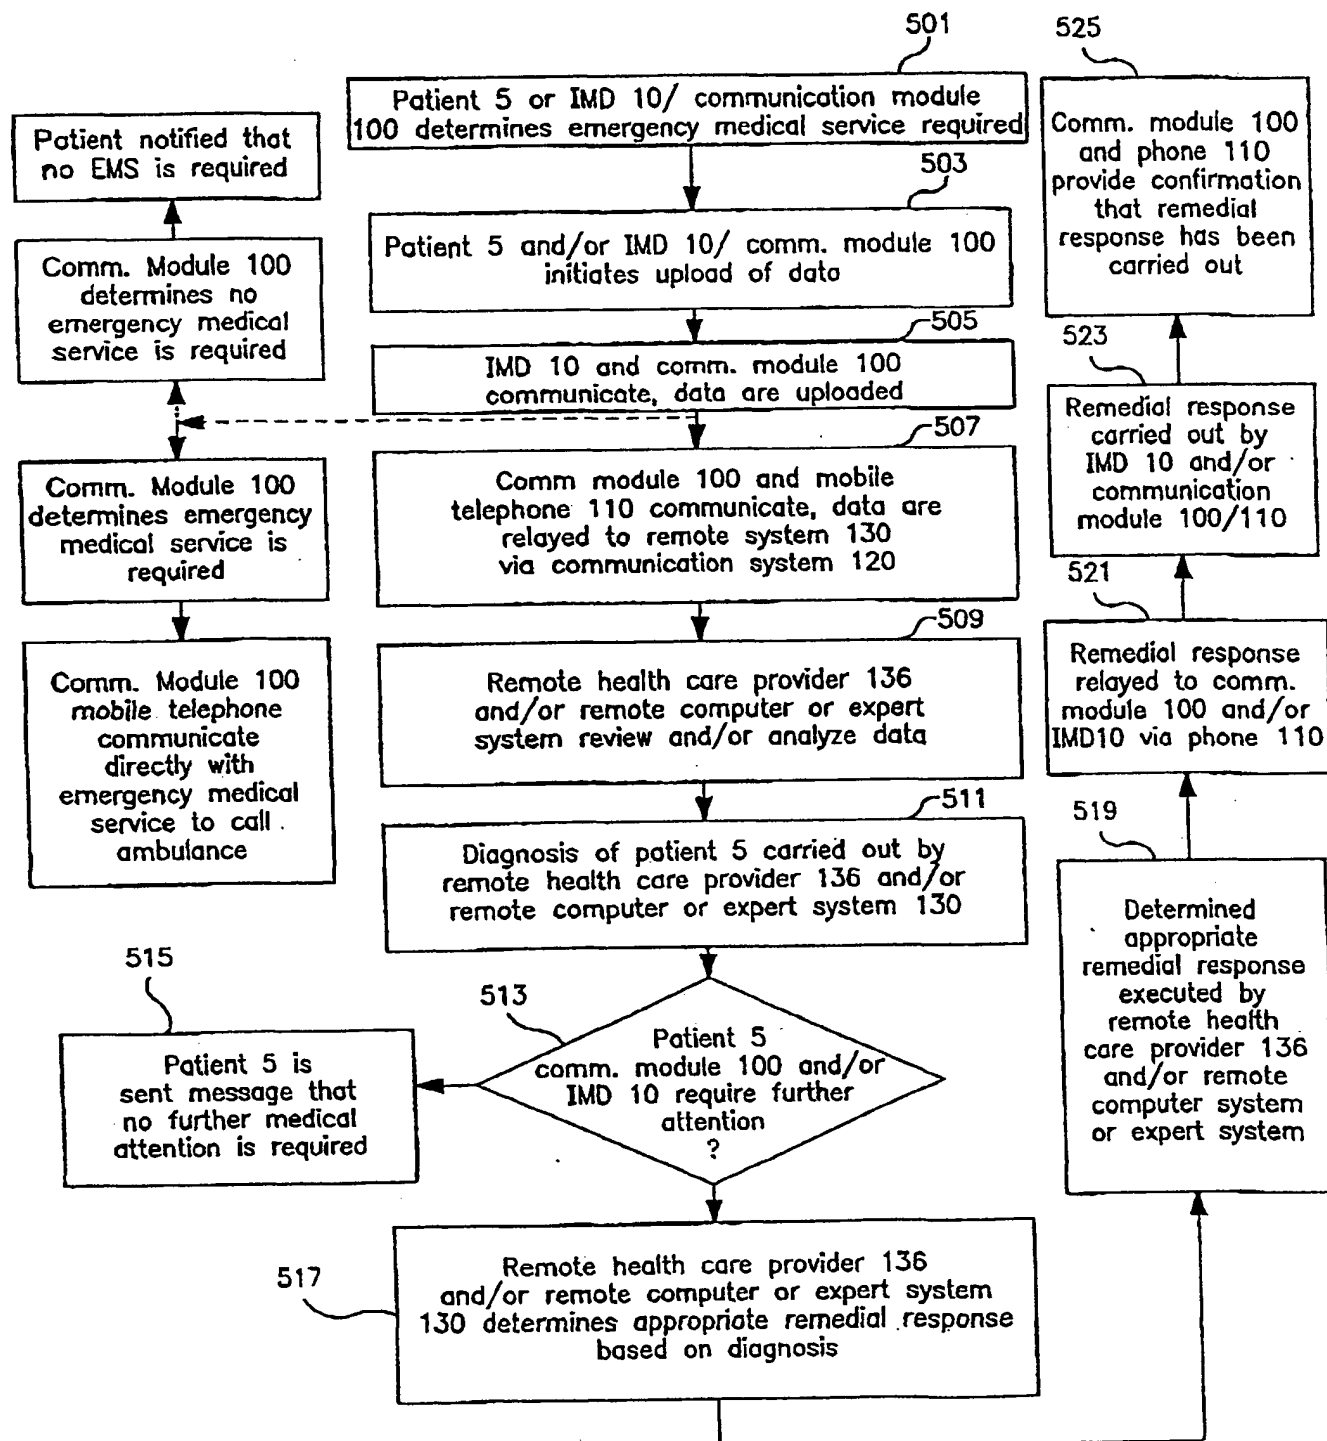 501
Patient 5 or IMD 10/ communication module
100 determines emergency medical service required
503
Patient 5 and/or IMD 10/ comm. module 100
initiates upload of data
505
IMD 10 and comm. module 100
communicate, data are uploaded
Patient notified that
no EMS is required
Comm. Module 100
determines no
emergency medical
service is required
Comm. Module 100
determines emergency
medical service is
required
Comm. Module 100
mobile telephone
communicate
directly with
emergency medical
service to call
ambulance
507
Comm module 100 and mobile
telephone 110 communicate, data are
relayed to remote system 130
via communication system 120
509
Remote health care provider 136
and/or remote computer or expert
system review and/or analyze data
511
Diagnosis of patient 5 carried out by
remote health care provider 136 and/or
remote computer or expert system 130
513
Patient 5
comm. module 100 and/or
IMD 10 require further
attention
?
515
Patient 5 is
sent message that
no further medical
attention is required
517
Remote health care provider 136
and/or remote computer or expert system
130 determines appropriate remedial response
based on diagnosis
519
Determined
appropriate
remedial response
executed by
remote health
care provider 136
and/or remote
computer system
or expert system
521
Remedial response
relayed to comm.
module 100 and/or
IMD10 via phone 110
523
Remedial response
carried out by
IMD 10 and/or
communication
module 100/110
525
Comm. module 100
and phone 110
provide confirmation
that remedial
response has been
carried out